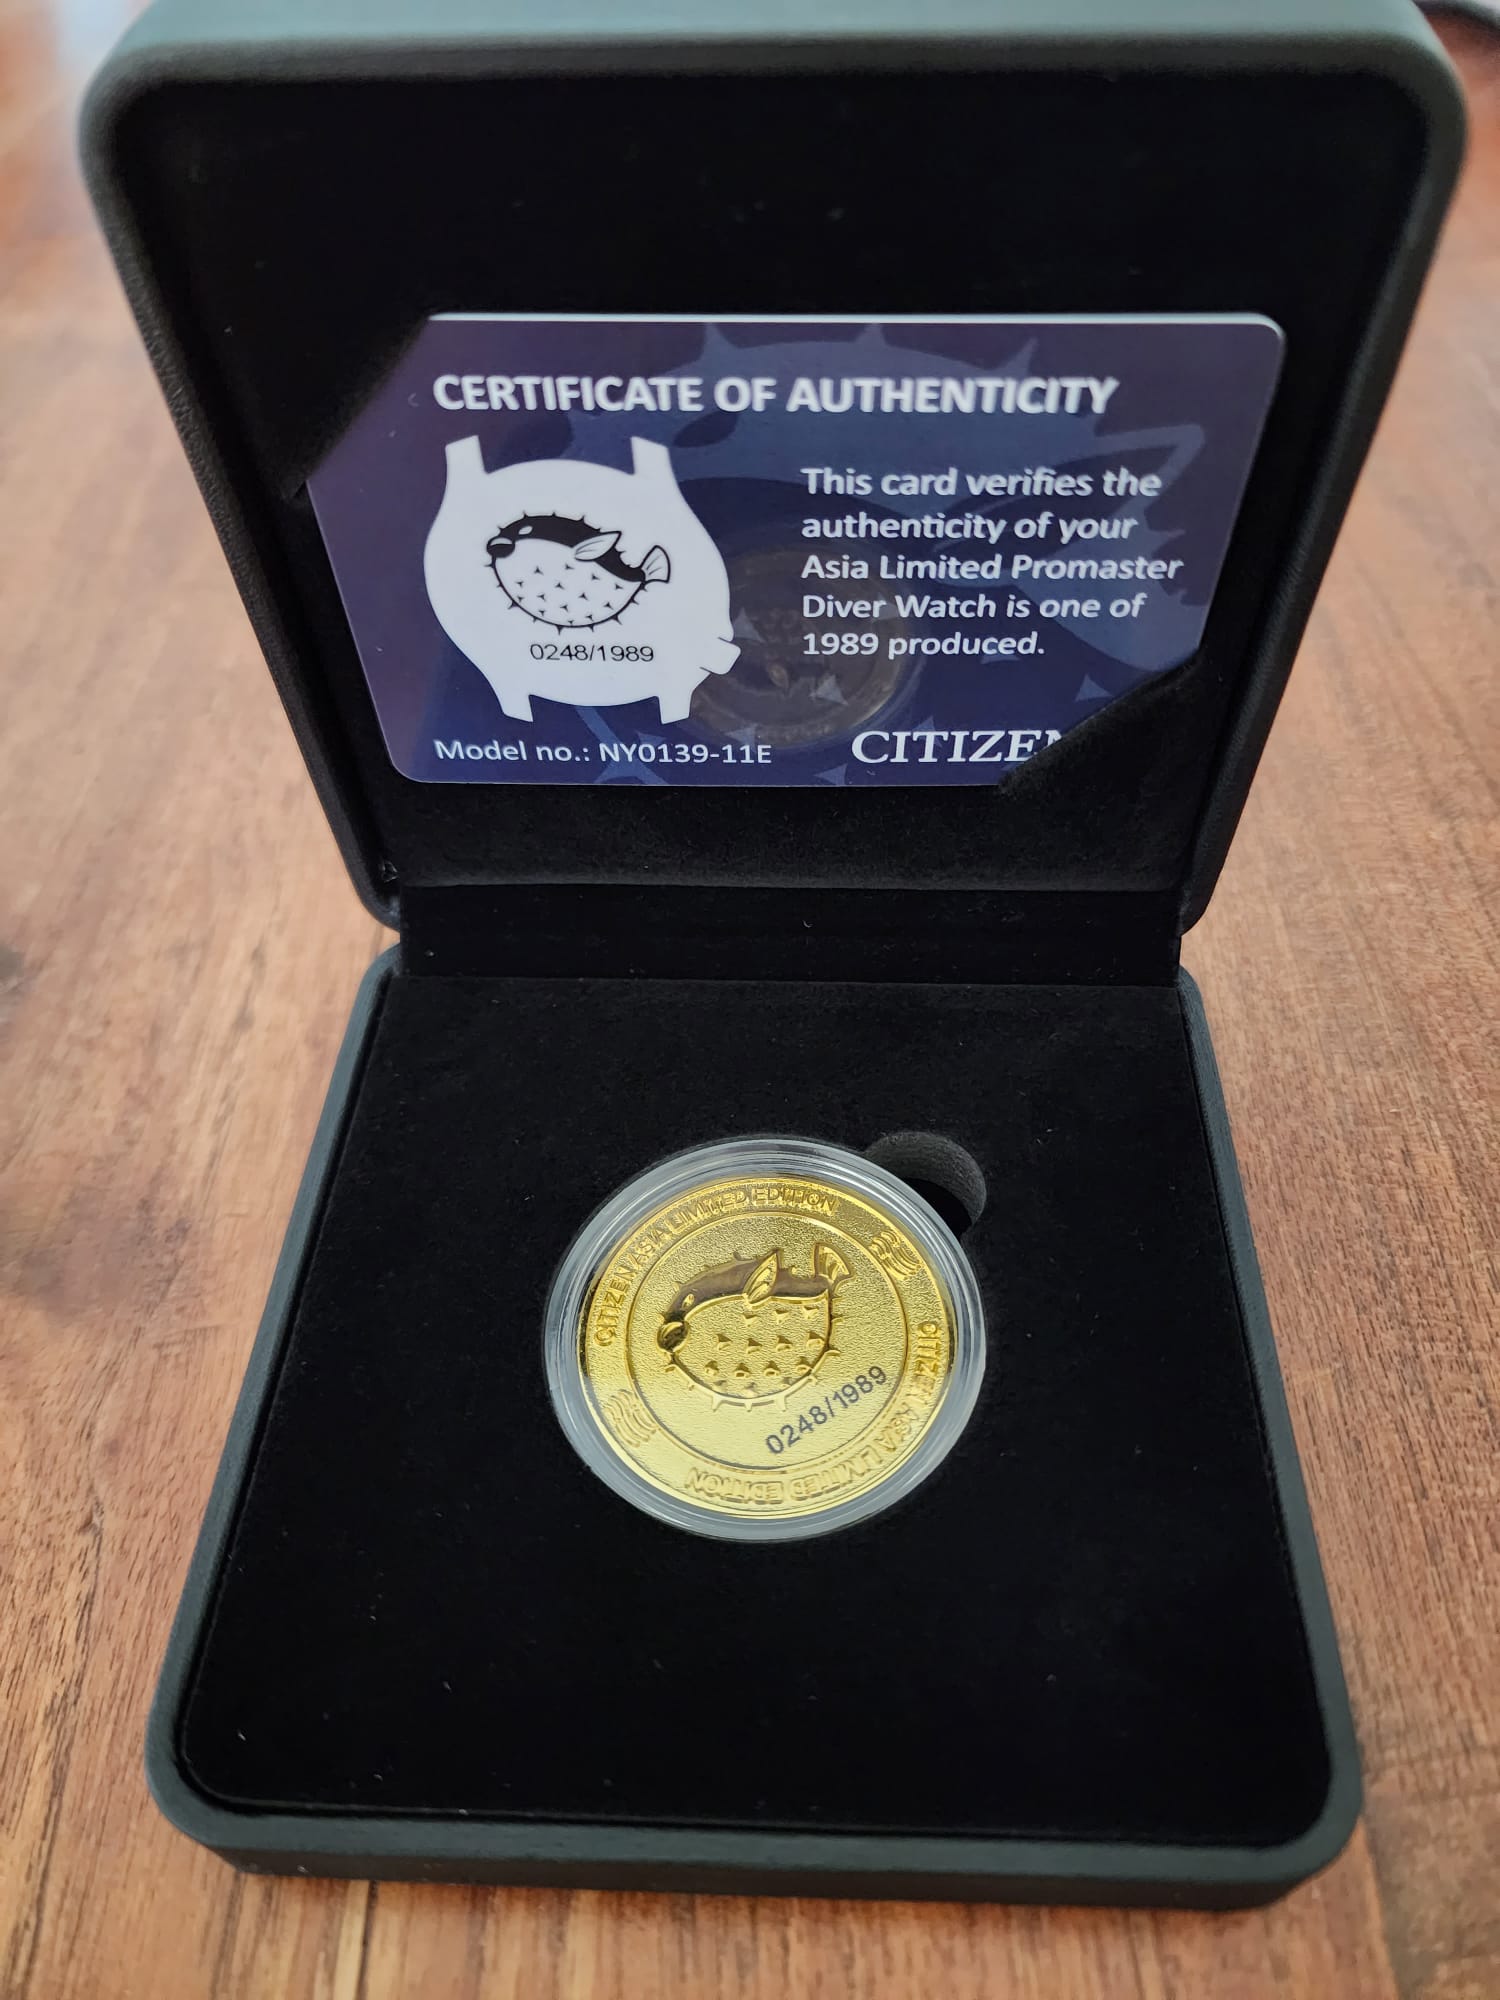 CERTIFICATE OF AUTHENTICITY
This card verifies the
authenticity of your
Asia Limited Promaster
Diver Watch is one of
1989 produced.
0248/1989
Model no.: NY0139-11E
CITIZEN
CITIZEN ASIA LIMITED EDITION
CITIZEN ASIA LIMITED EDITION
0248/1989